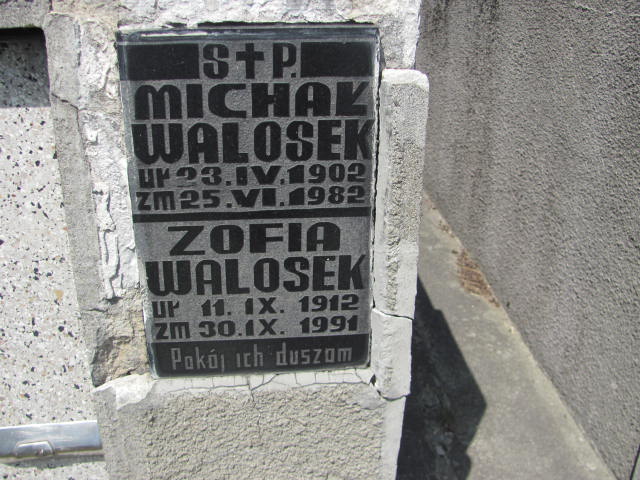 S✝P.
MICHAŁ
WALOSEK
ur 23.IV.1902
zm 25.VI.1982
ZOFIA
WALOSEK
ur 11.IX.1912
zm 30.IX.1991
Pokój ich duszom